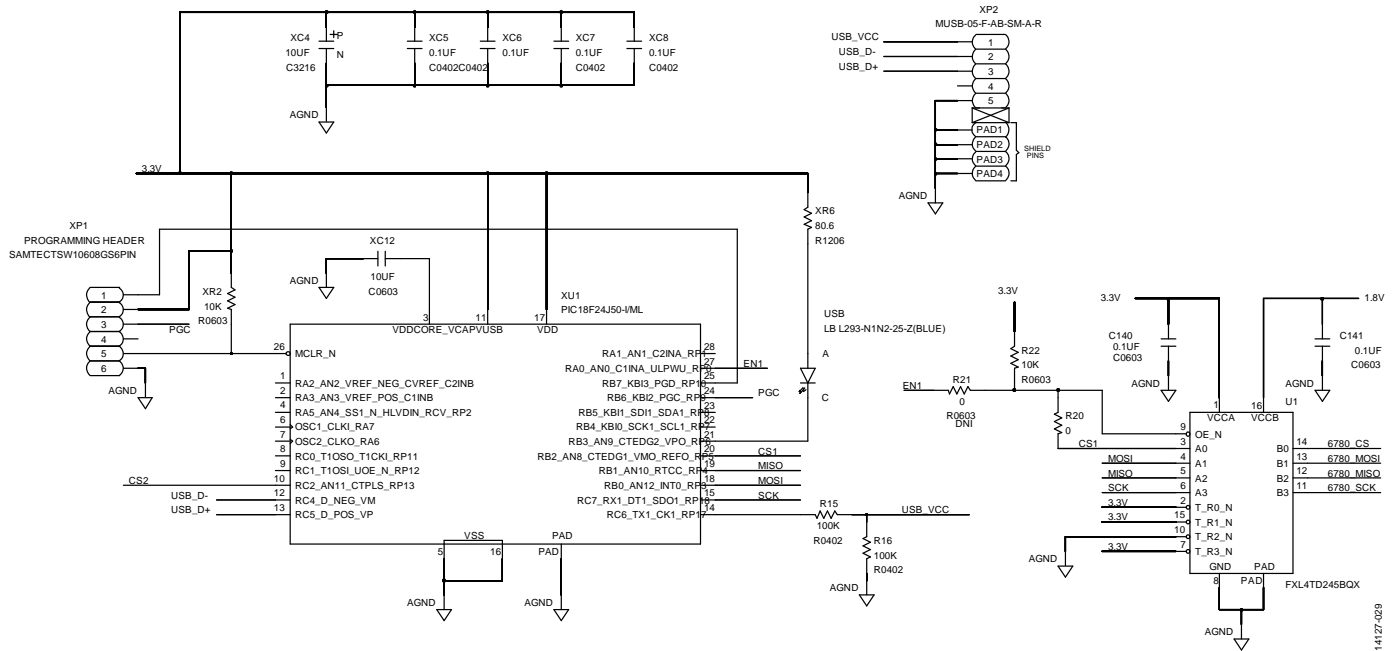 XC4
10UF
C3216
P
N
XC5
0.1UF
C0402
XC6
0.1UF
C0402
XC7
0.1UF
C0402
XC8
0.1UF
C0402
AGND
XP2
MUSB-05-F-AB-SM-A-R
USB_VCC
USB_D-
USB_D+
1
2
3
4
5
PAD1
PAD2
PAD3
PAD4
SHIELD
PINS
AGND
3.3V
XP1
PROGRAMMING HEADER
SAMTECTSW10608GS6PIN
1
2
3
4
5
6
PGC
AGND
XR2
10K
R0603
XC12
10UF
C0603
AGND
XR6
80.6
R1206
USB
LB L293-N1N2-25-Z(BLUE)
A
C
XU1
PIC18F24J50-I/ML
3
11
17
VDDCORE_VCAP
VUSB
VDD
26
MCLR_N
1
RA2_AN2_VREF_NEG_CVREF_C2INB
2
RA3_AN3_VREF_POS_C1INB
4
RA5_AN4_SS1_N_HLVDIN_RCV_RP2
6
OSC1_CLKI_RA7
7
OSC2_CLKO_RA6
8
RC0_T1OSO_T1CKI_RP11
9
RC1_T1OSI_UOE_N_RP12
CS2
10
RC2_AN11_CTPLS_RP13
USB_D-
12
RC4_D_NEG_VM
USB_D+
13
RC5_D_POS_VP
RA1_AN1_C2INA_RP1
28
RA0_AN0_C1INA_ULPWU_RP0
27
EN1
RB7_KBI3_PGD_RP10
25
RB6_KBI2_PGC_RP9
24
PGC
RB5_KBI1_SDI1_SDA1_RP8
23
RB4_KBI0_SCK1_SCL1_RP7
22
RB3_AN9_CTEDG2_VPO_RP6
21
RB2_AN8_CTEDG1_VMO_REFO_RP5
20
CS1
RB1_AN10_RTCC_RP4
19
MISO
RB0_AN12_INT0_RP3
18
MOSI
RC7_RX1_DT1_SDO1_RP18
15
SCK
RC6_TX1_CK1_RP17
14
VSS
5
16
PAD
PAD
AGND
AGND
R15
100K
R0402
USB_VCC
R16
100K
R0402
AGND
3.3V
R22
10K
R0603
EN1
R21
0
R0603
DNI
R20
0
3.3V
1.8V
C140
0.1UF
C0603
AGND
C141
0.1UF
C0603
AGND
U1
1
16
VCCA
VCCB
9
OE_N
CS1
3
A0
MOSI
4
A1
MISO
5
A2
SCK
6
A3
3.3V
2
T_R0_N
3.3V
15
T_R1_N
10
T_R2_N
3.3V
7
T_R3_N
B0
14
6780_CS
B1
13
6780_MOSI
B2
12
6780_MISO
B3
11
6780_SCK
AGND
GND
PAD
8
PAD
FXL4TD245BQX
AGND
14127-029